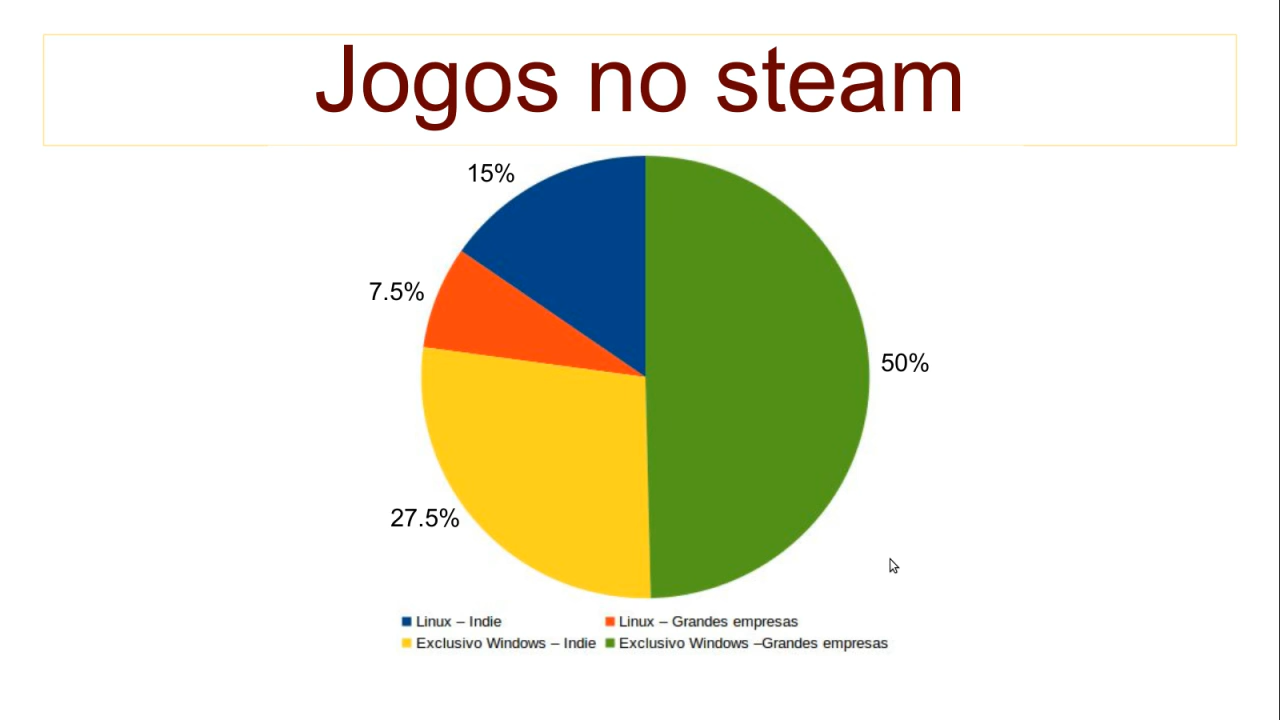 Jogos no steam
15%
7.5%
50%
27.5%
Linux – Indie
Linux – Grandes empresas
Exclusivo Windows – Indie
Exclusivo Windows –Grandes empresas